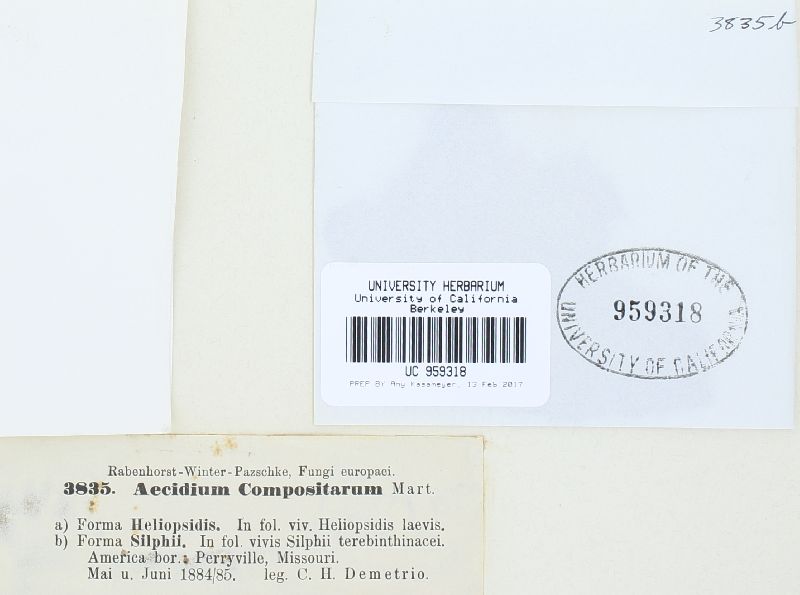 3835b
UNIVERSITY HERBARIUM
University of California
Berkeley
UC 959318
PREP BY Amy Kasameyer, 13 Feb 2017
HERBARIUM OF THE
959318
UNIVERSITY OF CALIFORNIA
Rabenhorst-Winter-Pazschke, Fungi europaei.
3835. Aecidium Compositarum Mart.
a) Forma Heliopsidis. In fol. viv. Heliopsidis laevis.
b) Forma Silphii. In fol. vivis Silphii terebinthinacei.
America bor.: Perryville, Missouri.
Mai u. Juni 1884/85. leg. C. H. Demetrio.